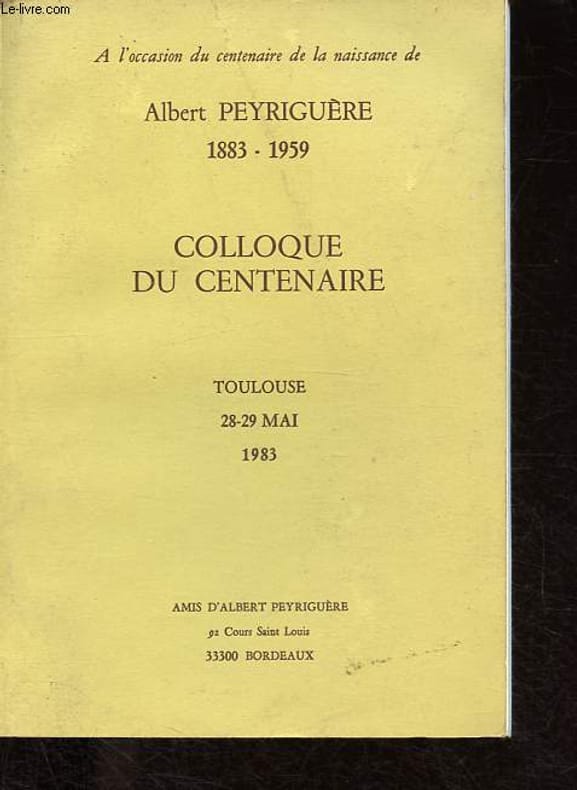 Le-livre.com
A l'occasion du centenaire de la naissance de
Albert PEYRIGUÈRE
1883 - 1959
COLLOQUE
DU CENTENAIRE
TOULOUSE
28-29 MAI
1983
AMIS D'ALBERT PEYRIGUÈRE
92 Cours Saint Louis
33300 BORDEAUX